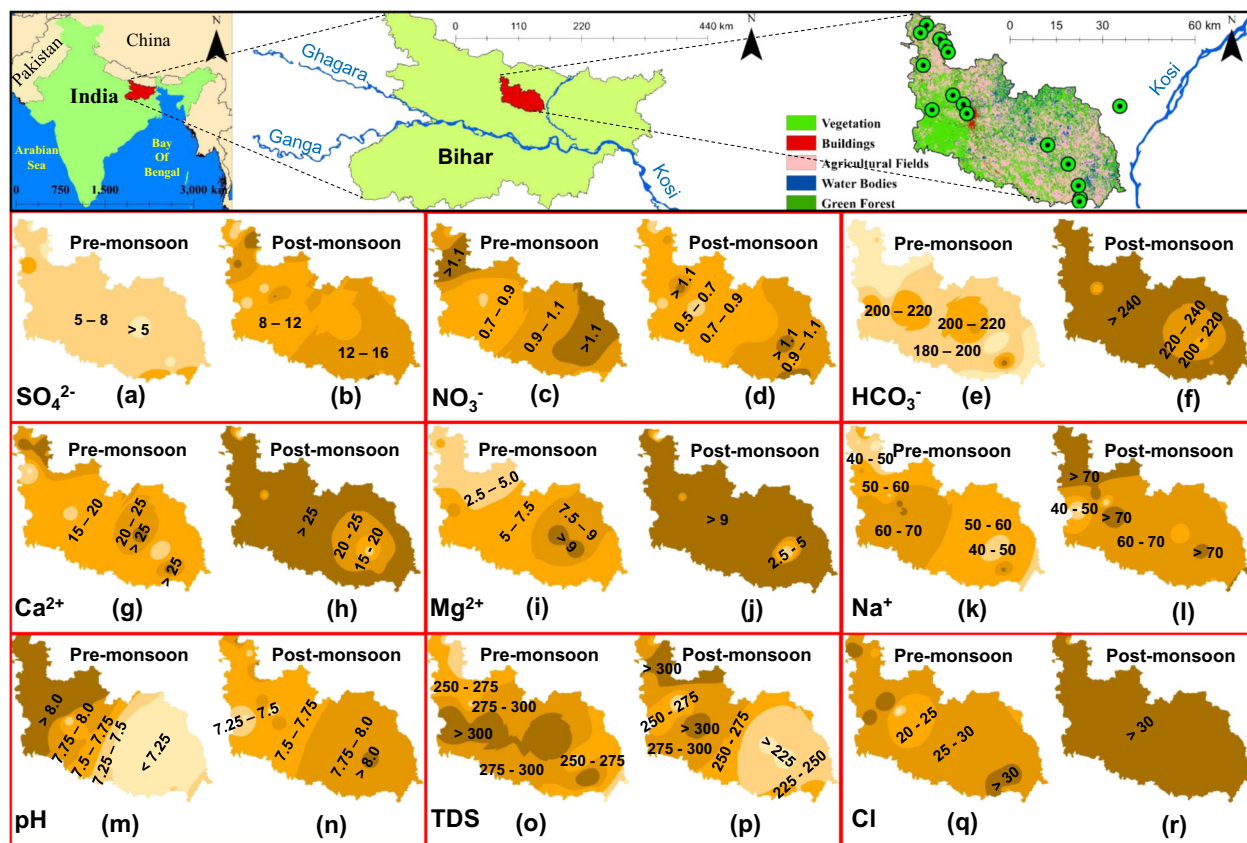 N
China
Pakistan
India
Arabian
Sea
Bay
Of
Bengal
0 750 1,500 3,000 km
0 110 220 440 km
N
Ghagara
Ganga
Bihar
Kosi
0 15 30 60 km
N
Kosi
Vegetation
Buildings
Agricultural Fields
Water Bodies
Green Forest
Pre-monsoon
5 – 8
> 5
SO₄²⁻ (a)
Post-monsoon
8 – 12
12 – 16
(b)
Pre-monsoon
>1.1
0.7 – 0.9
0.9 – 1.1
>1.1
NO₃⁻ (c)
Post-monsoon
>1.1
0.5 – 0.7
0.7 – 0.9
>1.1
0.9 – 1.1
(d)
Pre-monsoon
200 – 220
200 – 220
180 – 200
HCO₃⁻ (e)
Post-monsoon
> 240
220 – 240
200 – 220
(f)
Pre-monsoon
15 – 20
20 – 25
> 25
> 25
Ca²⁺ (g)
Post-monsoon
> 25
20 - 25
15 - 20
(h)
Pre-monsoon
2.5 – 5.0
5 – 7.5
7.5 – 9
> 9
Mg²⁺ (i)
Post-monsoon
> 9
2.5 - 5
(j)
Pre-monsoon
40 - 50
50 - 60
60 - 70
50 - 60
40 - 50
Na⁺ (k)
Post-monsoon
> 70
40 - 50
> 70
60 - 70
> 70
(l)
Pre-monsoon
> 8.0
7.75 – 8.0
7.5 – 7.75
7.25 – 7.5
< 7.25
pH (m)
Post-monsoon
7.25 – 7.5
7.5 – 7.75
7.75 – 8.0
> 8.0
(n)
Pre-monsoon
250 - 275
275 - 300
> 300
250 - 275
275 - 300
TDS (o)
Post-monsoon
> 300
250 - 275
> 300
275 - 300
250 - 275
> 225
225 - 250
(p)
Pre-monsoon
20 – 25
25 - 30
> 30
Cl (q)
Post-monsoon
> 30
(r)